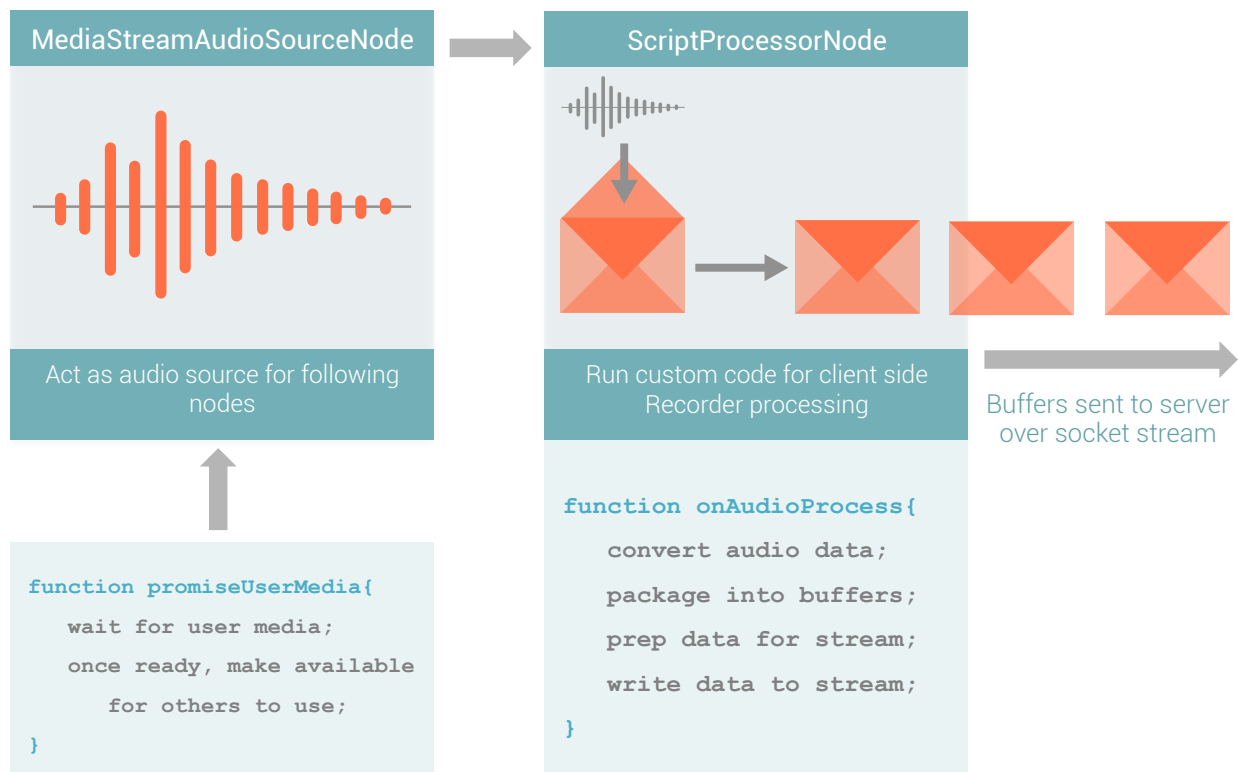 MediaStreamAudioSourceNode
Act as audio source for following
nodes
function promiseUserMedia{
wait for user media;
once ready, make available
for others to use;
}
ScriptProcessorNode
Run custom code for client side
Recorder processing
function onAudioProcess{
convert audio data;
package into buffers;
prep data for stream;
write data to stream;
}
Buffers sent to server
over socket stream